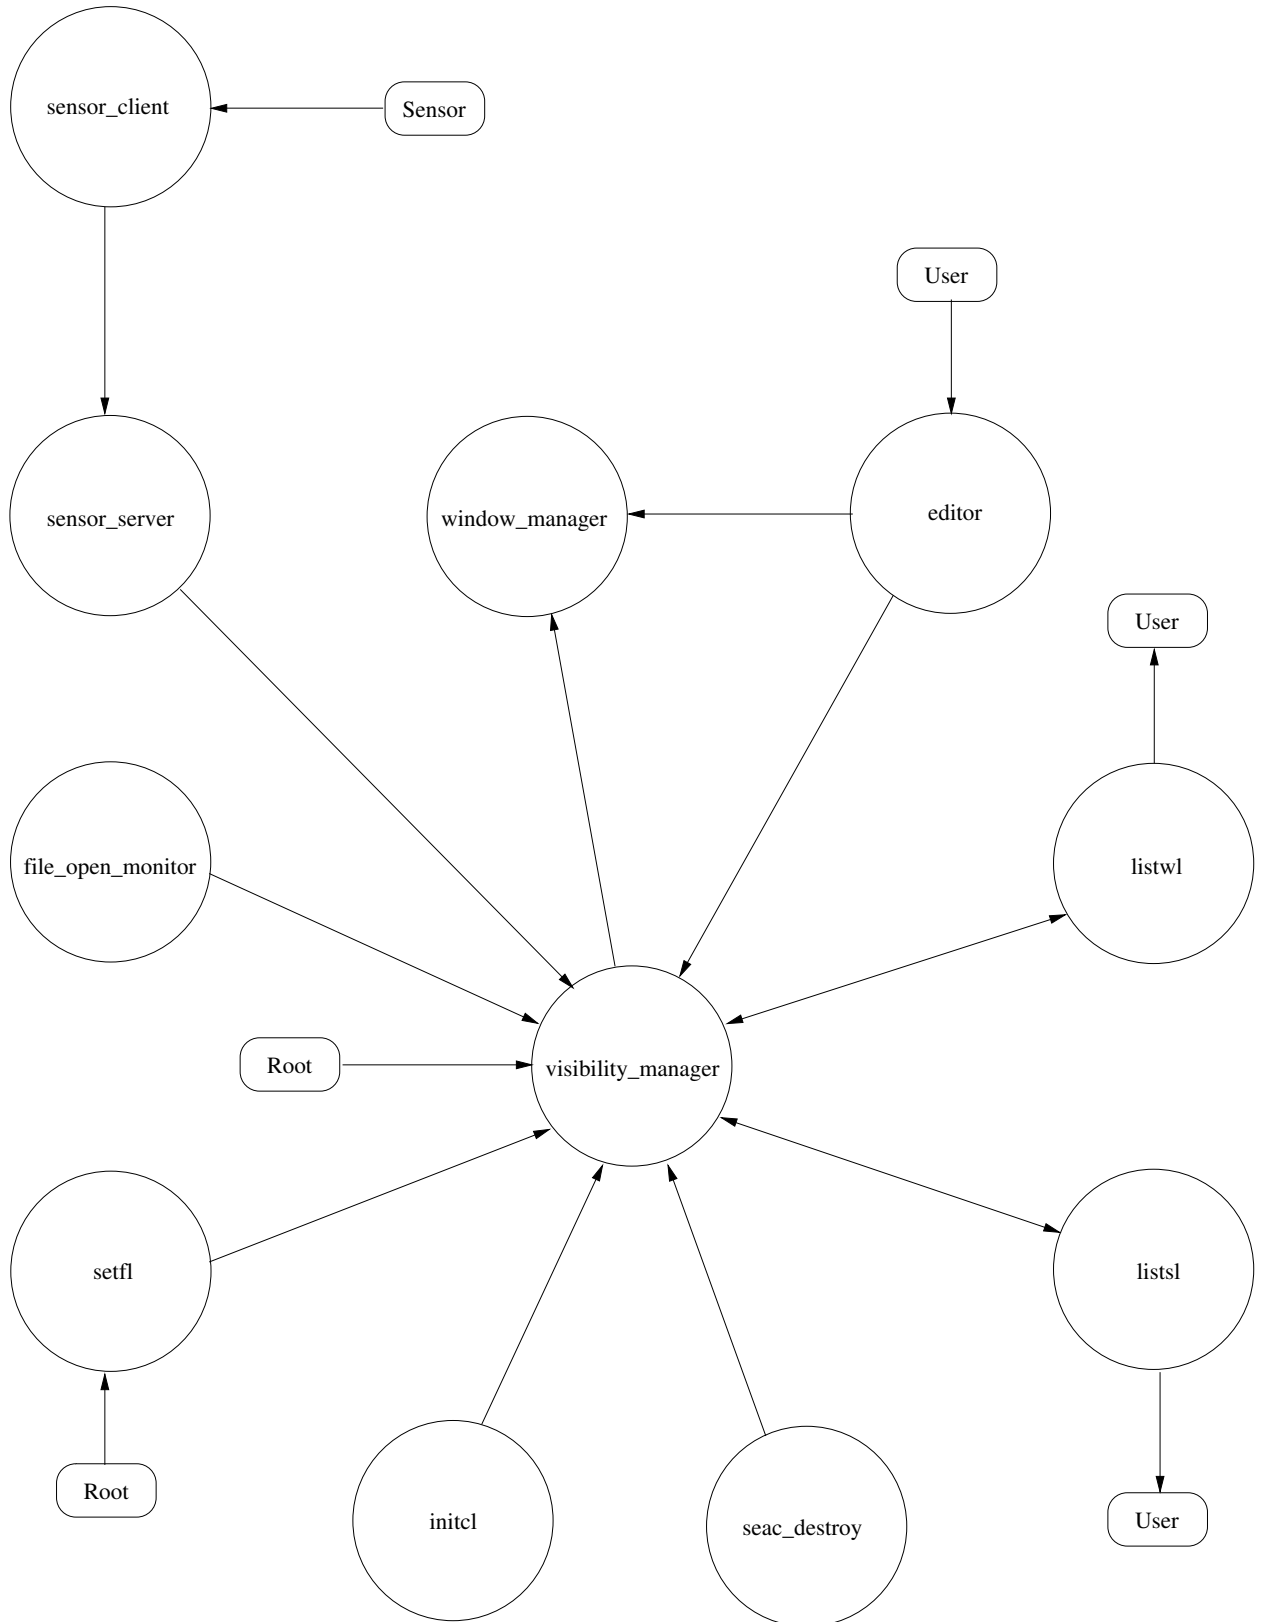 sensor_client
Sensor
User
sensor_server
window_manager
editor
User
file_open_monitor
listwl
Root
visibility_manager
setfl
listsl
Root
initcl
seac_destroy
User